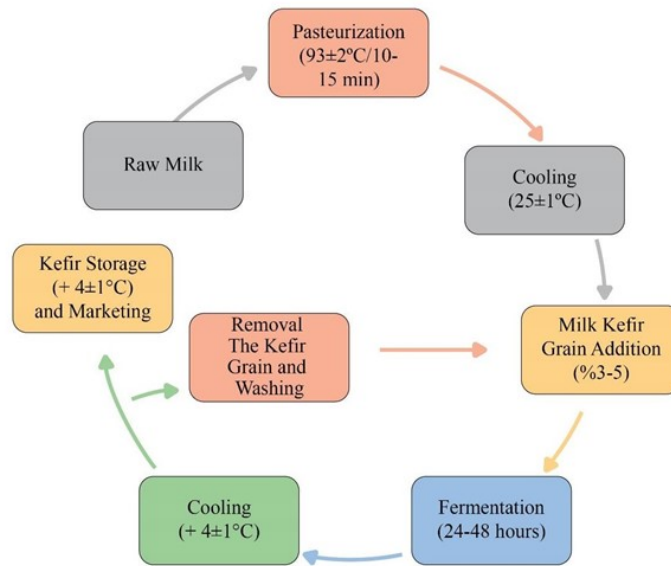 Pasteurization
(93±2ºC/10-
15 min)
Raw Milk
Cooling
(25±1ºC)
Kefir Storage
(+ 4±1°C)
and Marketing
Removal
The Kefir
Grain and
Washing
Milk Kefir
Grain Addition
(%3-5)
Cooling
(+ 4±1°C)
Fermentation
(24-48 hours)